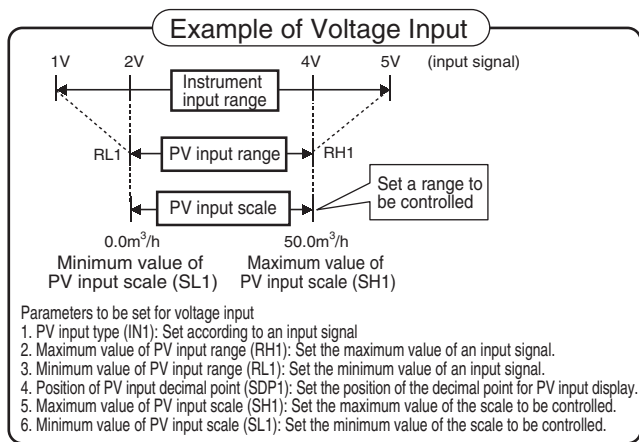 Example of Voltage Input
1V 2V 4V 5V (input signal)
Instrument
input range
RL1 PV input range RH1
PV input scale
Set a range to
be controlled
0.0m³/h 50.0m³/h
Minimum value of
PV input scale (SL1)
Maximum value of
PV input scale (SH1)
Parameters to be set for voltage input
1. PV input type (IN1): Set according to an input signal
2. Maximum value of PV input range (RH1): Set the maximum value of an input signal.
3. Minimum value of PV input range (RL1): Set the minimum value of an input signal.
4. Position of PV input decimal point (SDP1): Set the position of the decimal point for PV input display.
5. Maximum value of PV input scale (SH1): Set the maximum value of the scale to be controlled.
6. Minimum value of PV input scale (SL1): Set the minimum value of the scale to be controlled.